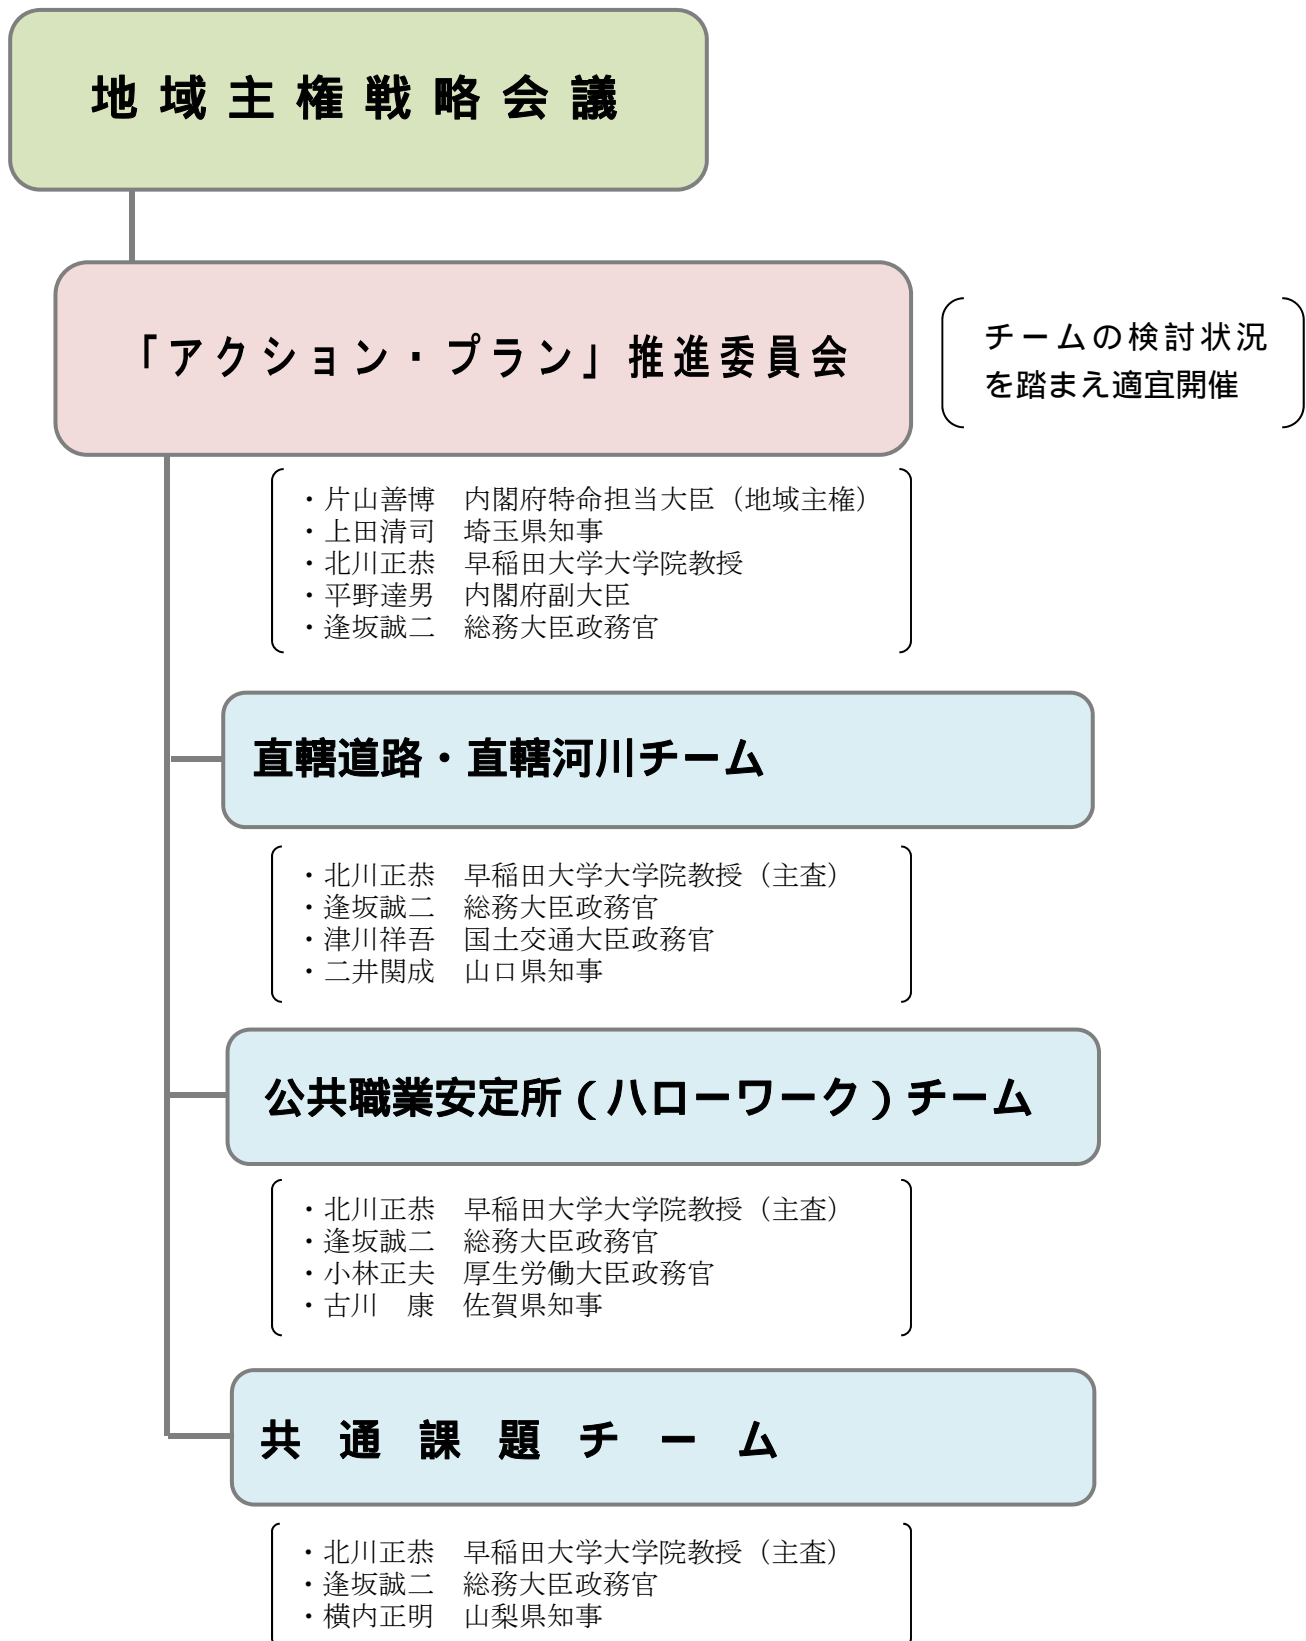 地域主権戦略会議
「アクション・プラン」推進委員会
チームの検討状況
を踏まえ適宜開催
・片山善博　内閣府特命担当大臣（地域主権）
・上田清司　埼玉県知事
・北川正恭　早稲田大学大学院教授
・平野達男　内閣府副大臣
・逢坂誠二　総務大臣政務官
直轄道路・直轄河川チーム
・北川正恭　早稲田大学大学院教授（主査）
・逢坂誠二　総務大臣政務官
・津川祥吾　国土交通大臣政務官
・二井関成　山口県知事
公共職業安定所（ハローワーク）チーム
・北川正恭　早稲田大学大学院教授（主査）
・逢坂誠二　総務大臣政務官
・小林正夫　厚生労働大臣政務官
・古川　康　佐賀県知事
共通課題チーム
・北川正恭　早稲田大学大学院教授（主査）
・逢坂誠二　総務大臣政務官
・横内正明　山梨県知事